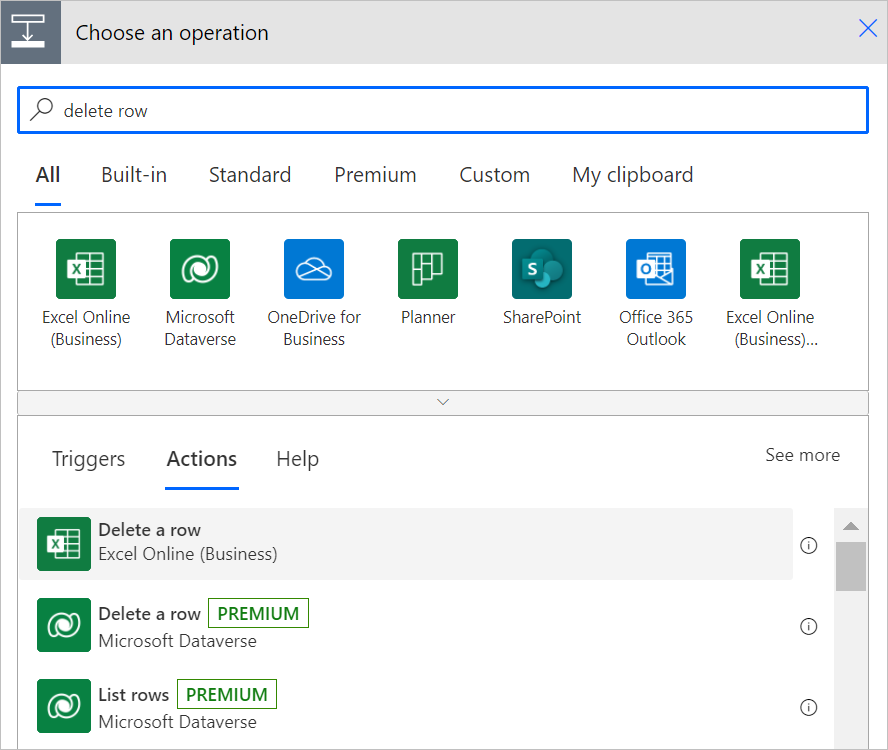 Choose an operation
delete row
All Built-in Standard Premium Custom My clipboard
Excel Online (Business)
Microsoft Dataverse
OneDrive for Business
Planner
SharePoint
Office 365 Outlook
Excel Online (Business)...
Triggers Actions Help See more
Delete a row
Excel Online (Business)
Delete a row PREMIUM
Microsoft Dataverse
List rows PREMIUM
Microsoft Dataverse